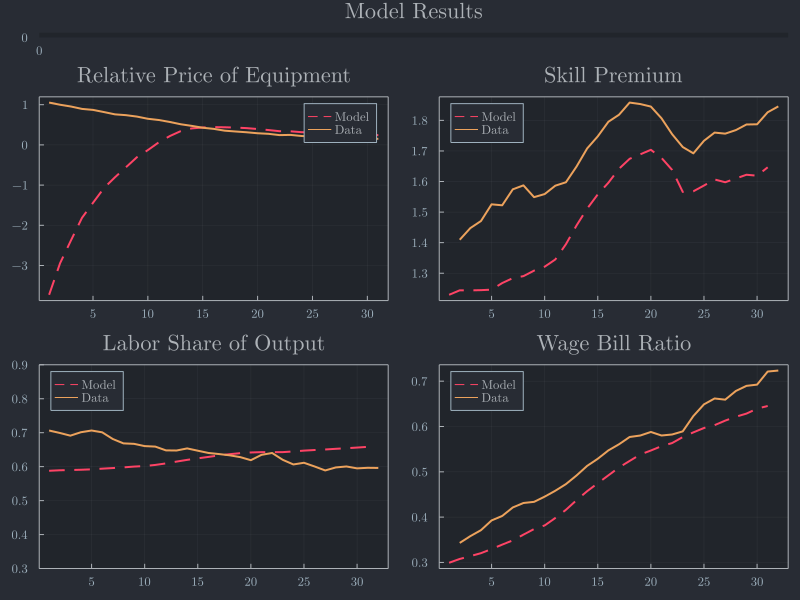 Model Results
0
0
Relative Price of Equipment
1
0
−1
−2
−3
5 10 15 20 25 30
Model
Data
Skill Premium
1.8
1.7
1.6
1.5
1.4
1.3
5 10 15 20 25 30
Model
Data
Labor Share of Output
0.9
0.8
0.7
0.6
0.5
0.4
0.3
5 10 15 20 25 30
Model
Data
Wage Bill Ratio
0.7
0.6
0.5
0.4
0.3
5 10 15 20 25 30
Model
Data